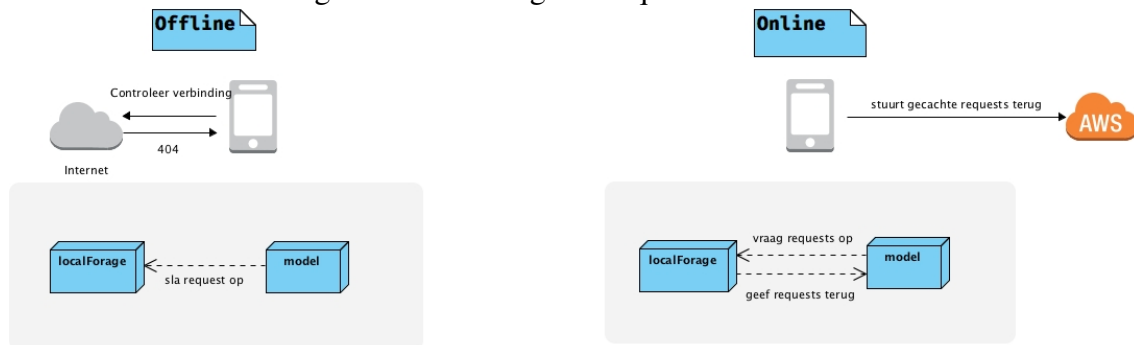 Offline
Controleer verbinding
404
Internet
localForage
model
sla request op
Online
stuurt gecachte requests terug
AWS
vraag requests op
localForage
model
geef requests terug